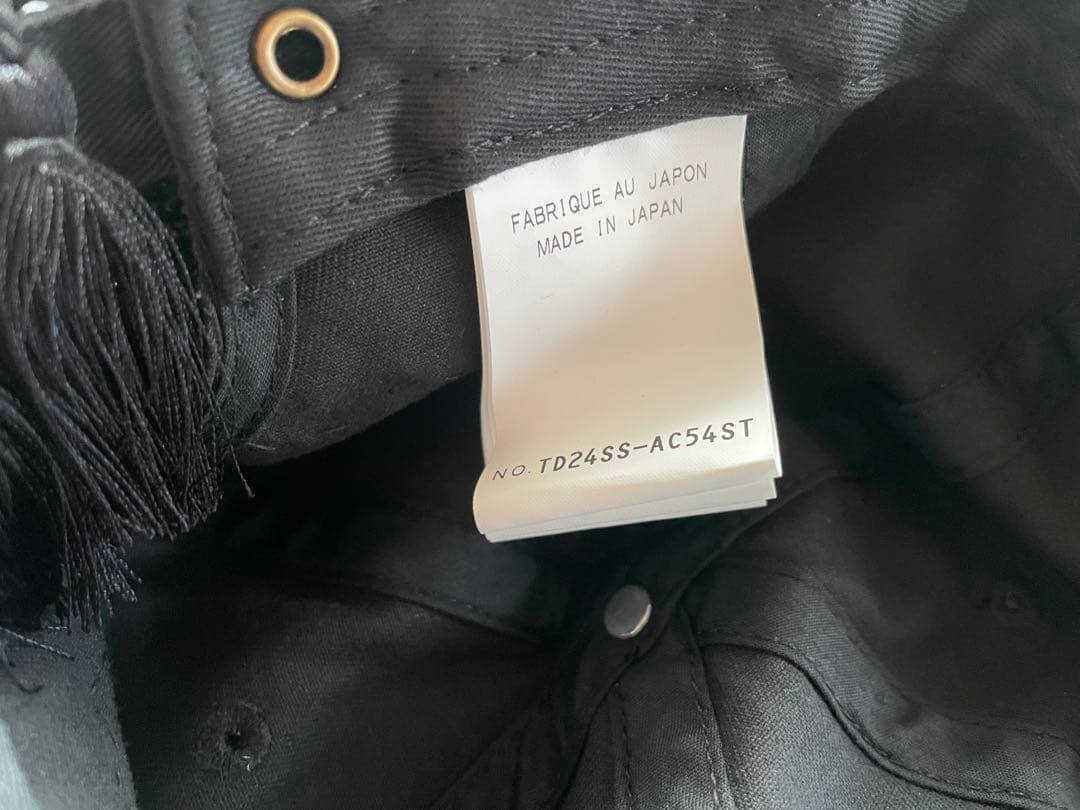 FABRIQUE AU JAPON
MADE IN JAPAN
NO. TD24SS-AC54ST